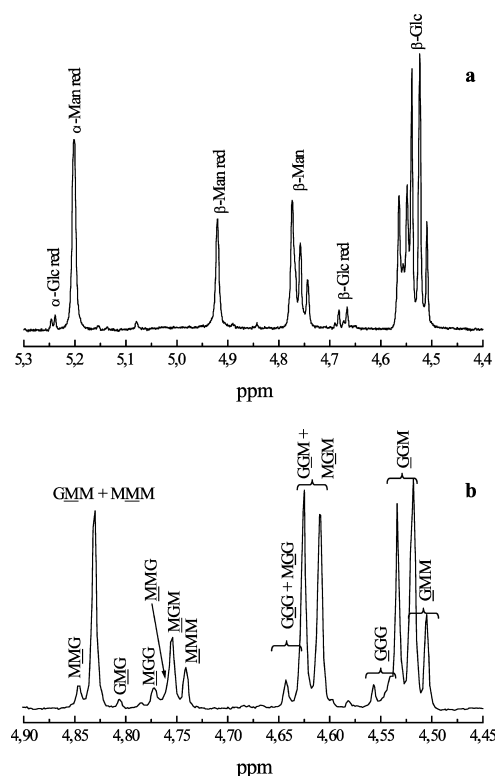 a
α-Glc red
α-Man red
β-Man red
β-Man
β-Glc red
β-Glc
5,3 5,2 5,1 5,0 4,9 4,8 4,7 4,6 4,5 4,4
ppm
b
GMM + MMM
MMG
GMG
MGG
MMG
MGM
MMM
GGG + MGG
GGM +
MGM
GGG
GGM
GMM
4,90 4,85 4,80 4,75 4,70 4,65 4,60 4,55 4,50 4,45
ppm